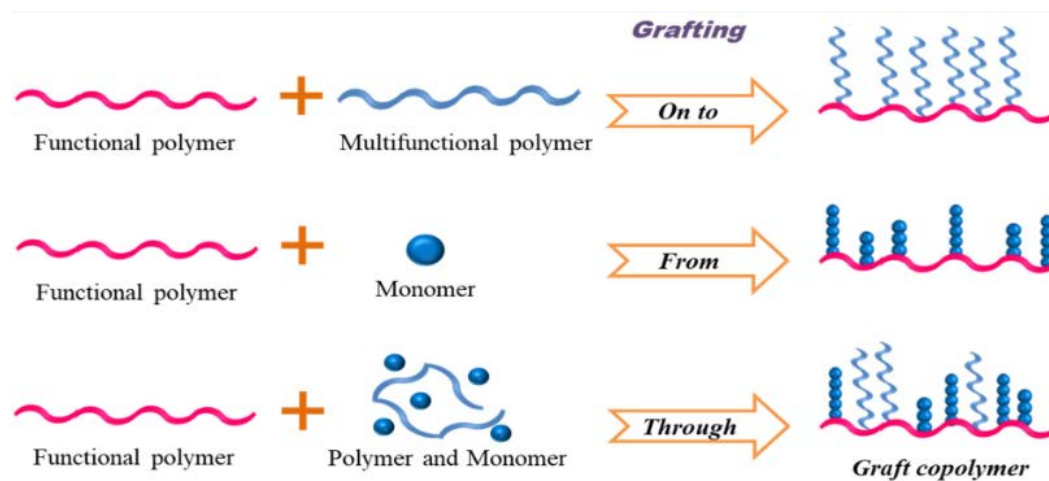 Grafting
On to
Functional polymer
Multifunctional polymer
From
Functional polymer
Monomer
Through
Functional polymer
Polymer and Monomer
Graft copolymer